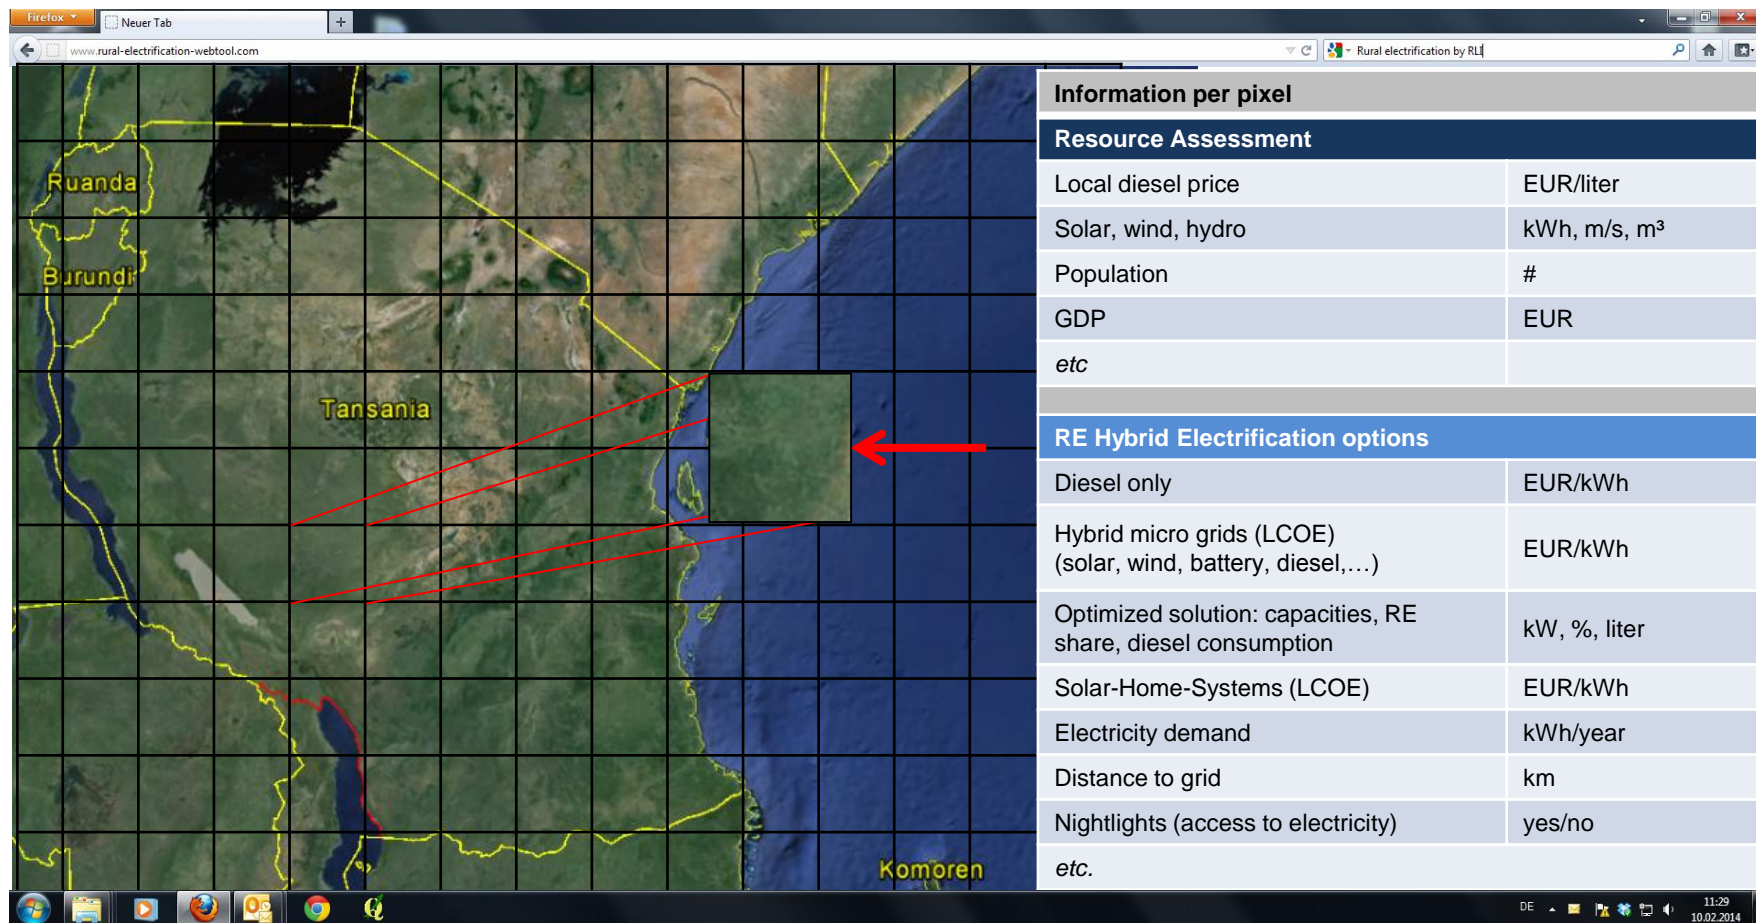 Firefox
Neuer Tab
www.rural-electrification-webtool.com
Rural electrification by RLI
Ruanda
Burundi
Tansania
Komoren
Information per pixel
Resource Assessment
Local diesel price EUR/liter
Solar, wind, hydro kWh, m/s, m³
Population #
GDP EUR
etc
RE Hybrid Electrification options
Diesel only EUR/kWh
Hybrid micro grids (LCOE)
(solar, wind, battery, diesel,…) EUR/kWh
Optimized solution: capacities, RE
share, diesel consumption kW, %, liter
Solar-Home-Systems (LCOE) EUR/kWh
Electricity demand kWh/year
Distance to grid km
Nightlights (access to electricity) yes/no
etc.
DE
11:29
10.02.2014